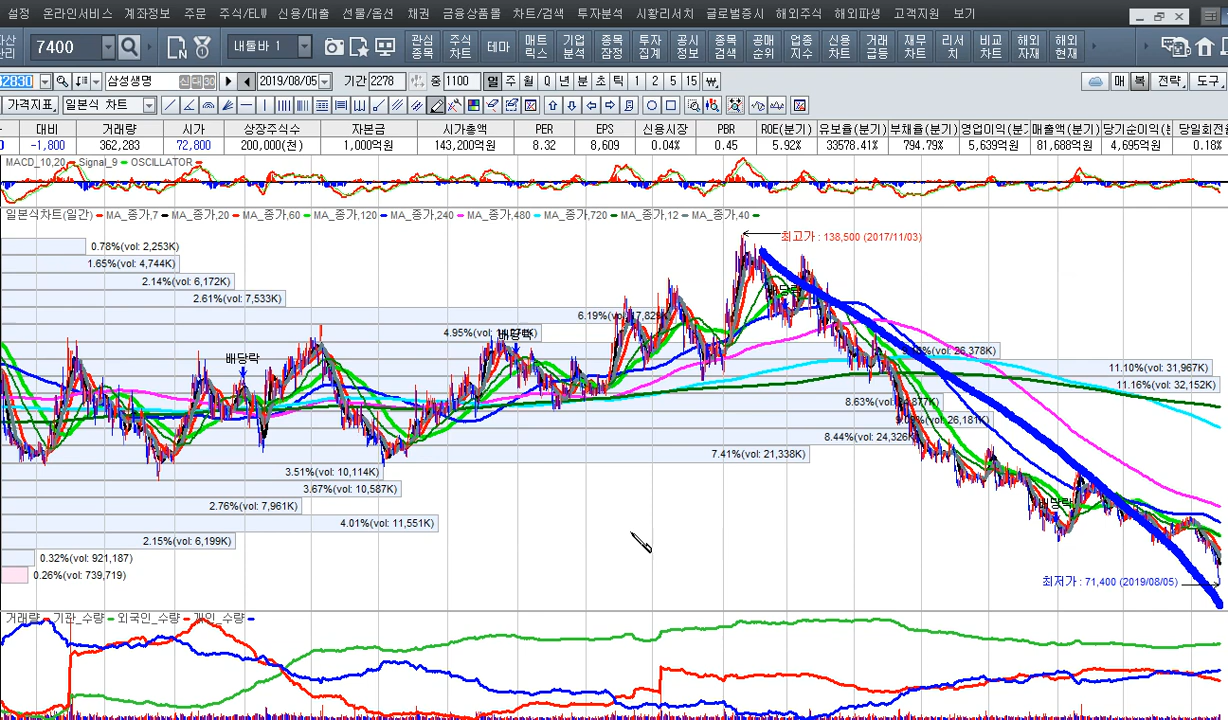 설정 온라인서비스 계좌정보 주문 주식/ELW 신용/대출 선물/옵션 채권 금융상품몰 차트/검색 투자분석 시황리서치 글로벌증시 해외주식 해외파생 고객지원 보기
7400 내툴바 1 관심종목 주식차트 테마 매트릭스 기업분석 종목잠정 투자집계 공시정보 종목검색 공매순위 업종지수 신용차트 거래급등 재무차트 리서치 비교차트 해외자재 해외현재
32830 삼성생명 신 대 30 2019/08/05 기간 2278 중 1100 일 주 월 Q 년 분 초 틱 1 2 5 15 매 복 전략 도구
가격지표 일본식 차트
대비 거래량 시가 상장주식수 자본금 시가총액 PER EPS 신용시장 PBR ROE(분기) 유보율(분기) 부채율(분기) 영업이익(분기 매출액(분기) 당기순이익( 당일회전
-1,800 362,283 72,800 200,000(천) 1,000억원 143,200억원 8.32 8,609 0.04% 0.45 5.92% 33578.41% 794.79% 5,639억원 81,688억원 4,695억원 0.18%
MACD_10,20 Signal_9 OSCILLATOR
일본식차트(일간) MA_종가,7 MA_종가,20 MA_종가,60 MA_종가,120 MA_종가,240 MA_종가,480 MA_종가,720 MA_종가,12 MA_종가,40
최고가 : 138,500 (2017/11/03)
0.78%(vol: 2,253K)
1.65%(vol: 4,744K)
2.14%(vol: 6,172K)
배당락
2.61%(vol: 7,533K)
6.19%
4.95% 배당락
26,378K)
배당락
11.10%(vol: 31,967K)
11.16%(vol: 32,152K)
8.63%(vol:
26,181K)
8.44%(vol: 24,326K)
7.41%(vol: 21,338K)
3.51%(vol: 10,114K)
3.67%(vol: 10,587K)
2.76%(vol: 7,961K)
배당락
4.01%(vol: 11,551K)
2.15%(vol: 6,199K)
0.32%(vol: 921,187)
0.26%(vol: 739,719)
최저가 : 71,400 (2019/08/05)
거래량 기관_수량 외국인_수량 개인_수량